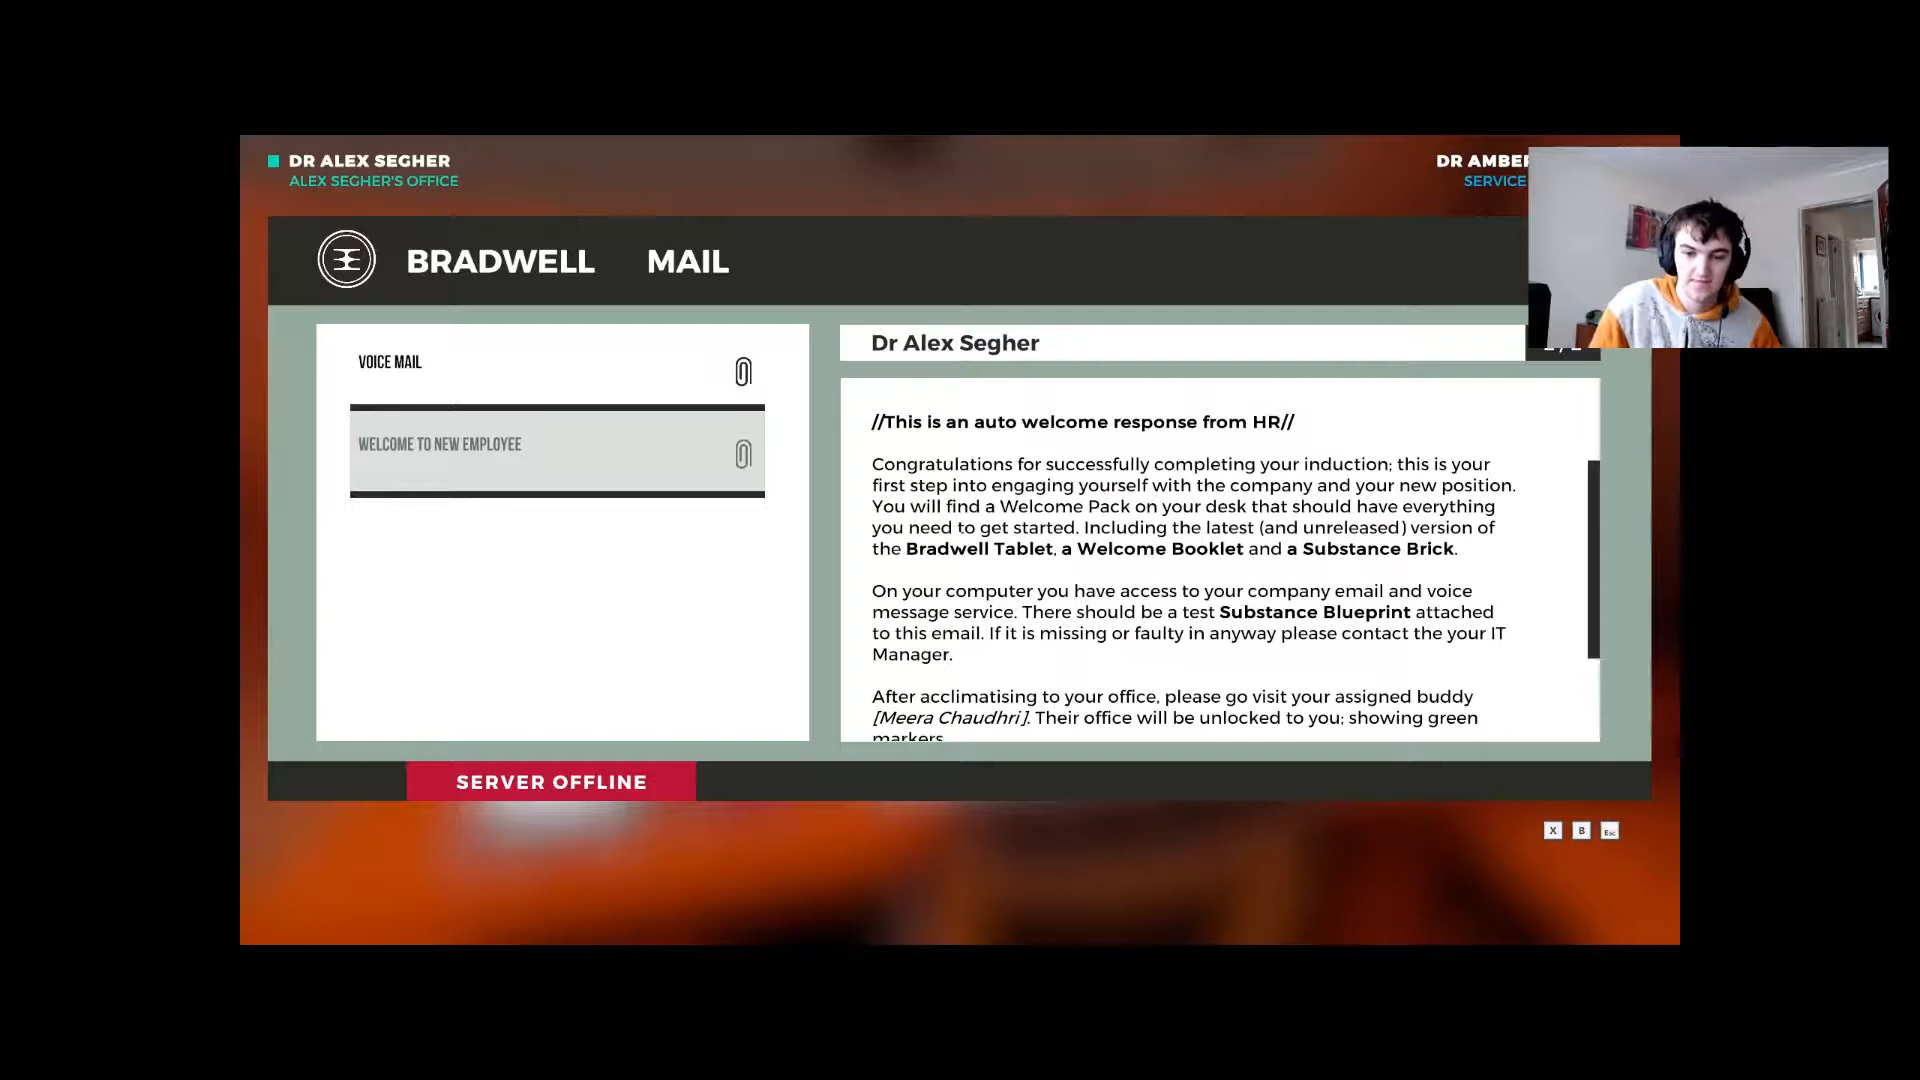 DR ALEX SEGHER
ALEX SEGHER'S OFFICE
DR AMBER
SERVICE
BRADWELL MAIL
VOICE MAIL
WELCOME TO NEW EMPLOYEE
Dr Alex Segher
//This is an auto welcome response from HR//
Congratulations for successfully completing your induction; this is your
first step into engaging yourself with the company and your new position.
You will find a Welcome Pack on your desk that should have everything
you need to get started. Including the latest (and unreleased) version of
the Bradwell Tablet, a Welcome Booklet and a Substance Brick.
On your computer you have access to your company email and voice
message service. There should be a test Substance Blueprint attached
to this email. If it is missing or faulty in anyway please contact the your IT
Manager.
After acclimatising to your office, please go visit your assigned buddy
[Meera Chaudhri]. Their office will be unlocked to you; showing green
markers.
SERVER OFFLINE
X B Esc